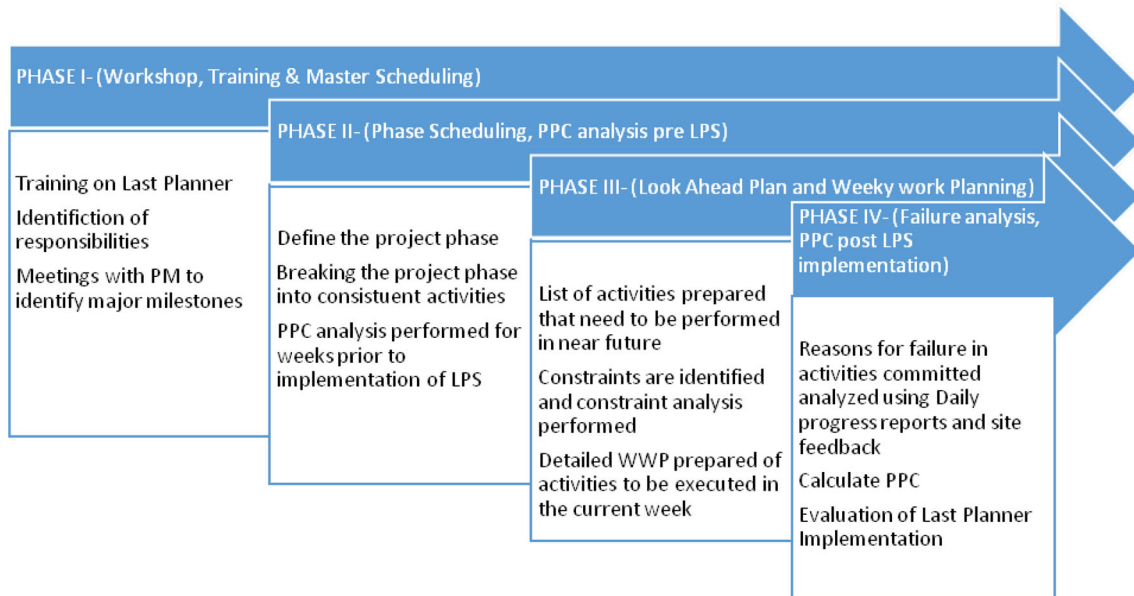 PHASE I- (Workshop, Training & Master Scheduling)
Training on Last Planner
Identifiction of
responsibilities
Meetings with PM to
identify major milestones
PHASE II- (Phase Scheduling, PPC analysis pre LPS)
Define the project phase
Breaking the project phase
into consistuent activities
PPC analysis performed for
weeks prior to
implementation of LPS
PHASE III- (Look Ahead Plan and Weeky work Planning)
List of activities prepared
that need to be performed
in near future
Constraints are identified
and constraint analysis
performed
Detailed WWP prepared of
activities to be executed in
the current week
PHASE IV- (Failure analysis,
PPC post LPS
implementation)
Reasons for failure in
activities committed
analyzed using Daily
progress reports and site
feedback
Calculate PPC
Evaluation of Last Planner
Implementation